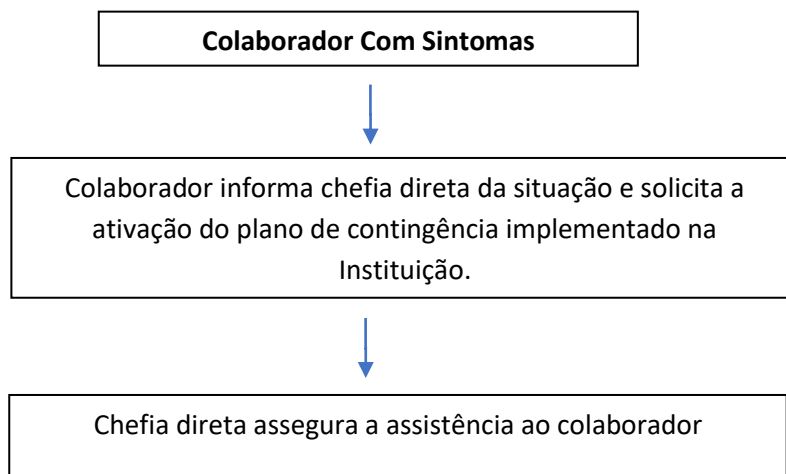 Colaborador Com Sintomas
Colaborador informa chefia direta da situação e solicita a
ativação do plano de contingência implementado na
Instituição.
Chefia direta assegura a assistência ao colaborador